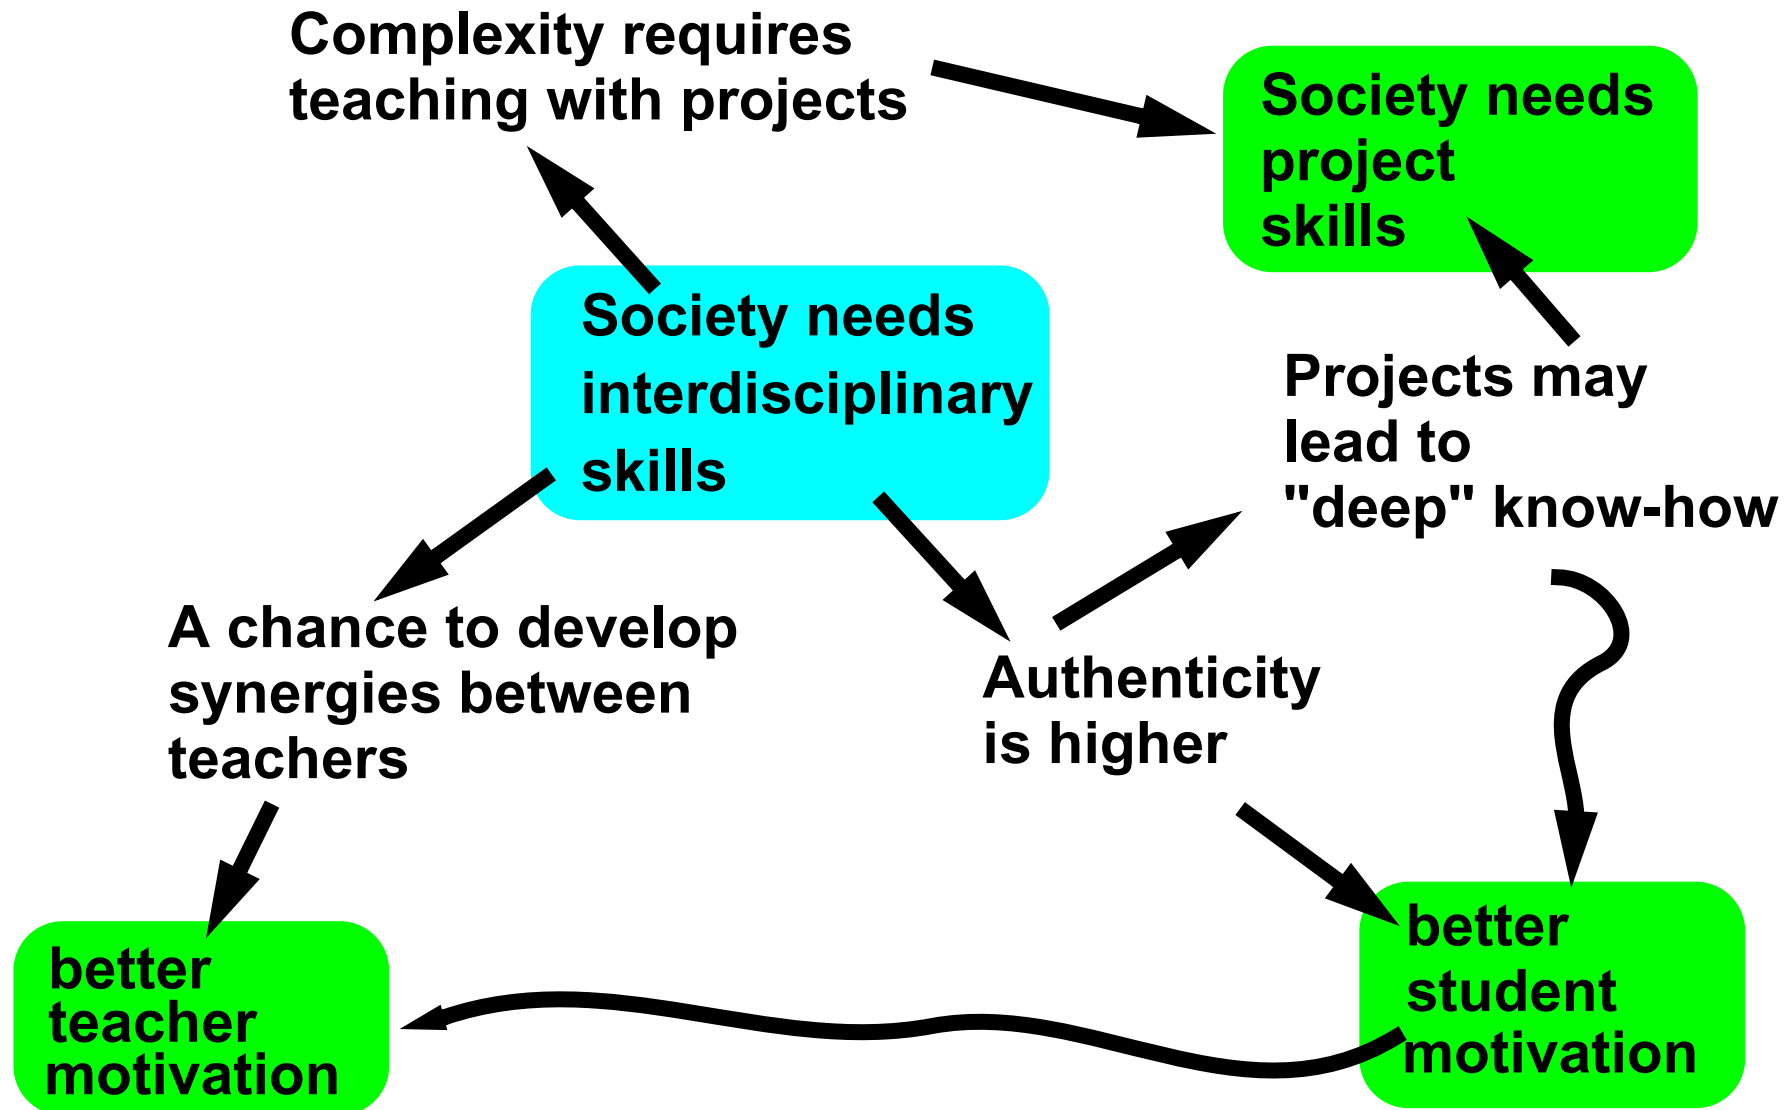 Complexity requires
teaching with projects
Society needs
project
skills
Society needs
interdisciplinary
skills
Projects may
lead to
"deep" know-how
A chance to develop
synergies between
teachers
Authenticity
is higher
better
teacher
motivation
better
student
motivation